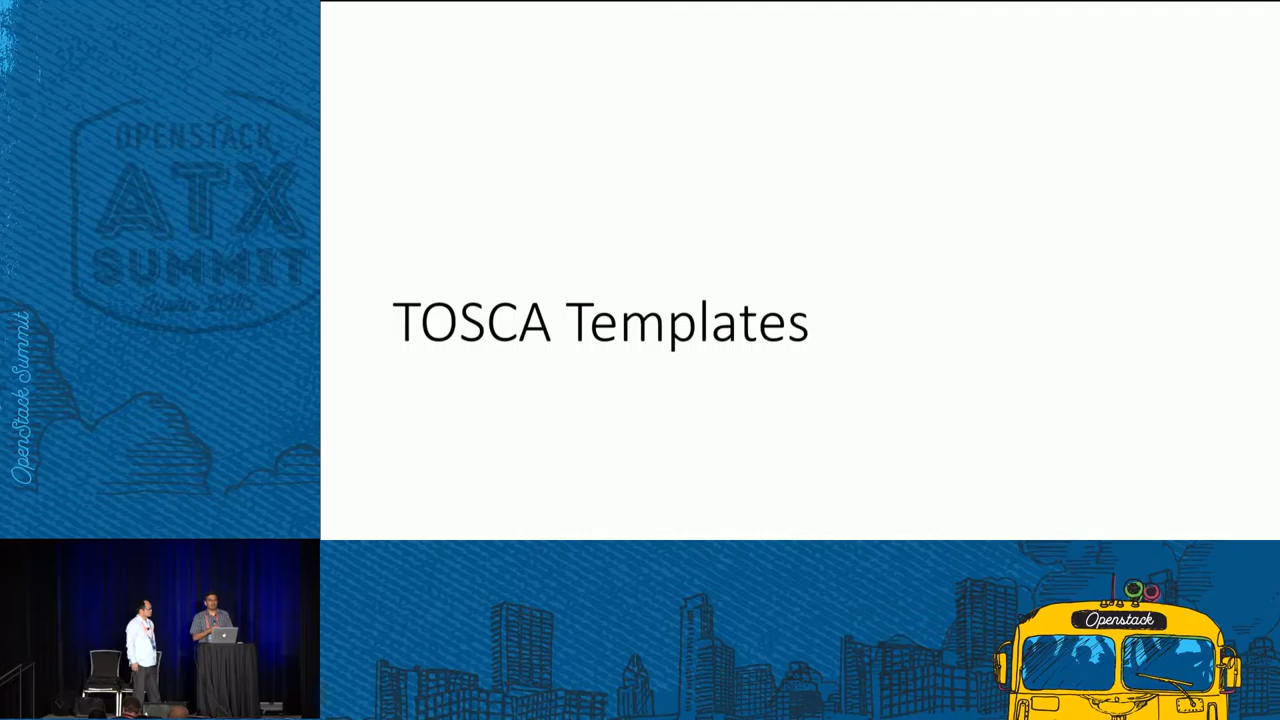 OPENSTACK
ATX
SUMMIT
OpenStack Summit
TOSCA Templates
Openstack